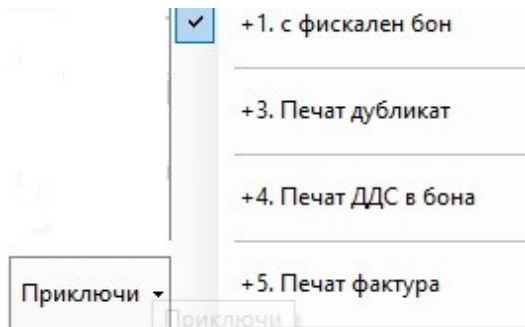 +1. с фискален бон
+3. Печат дубликат
+4. Печат ДДС в бона
+5. Печат фактура
Приключи
Приключи